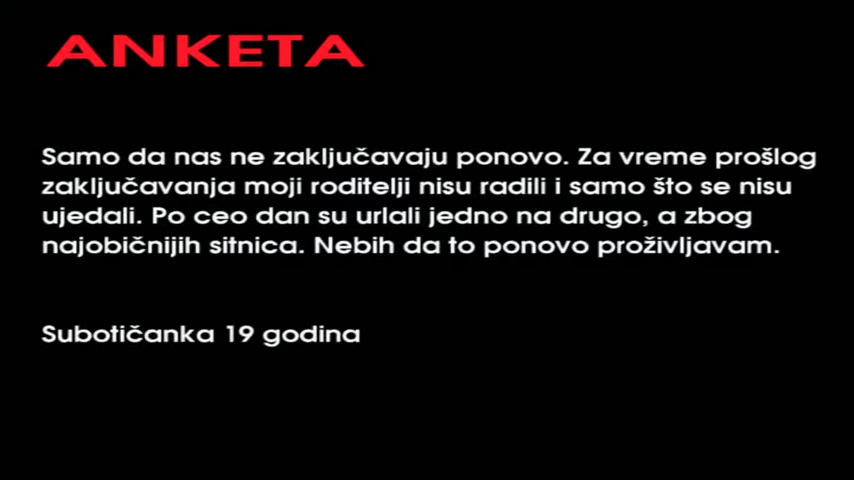 ANKETA
Samo da nas ne zaključavaju ponovo. Za vreme prošlog
zaključavanja moji roditelji nisu radili i samo što se nisu
ujedali. Po ceo dan su urlali jedno na drugo, a zbog
najobičnijih sitnica. Nebih da to ponovo proživljavam.
Subotičanka 19 godina